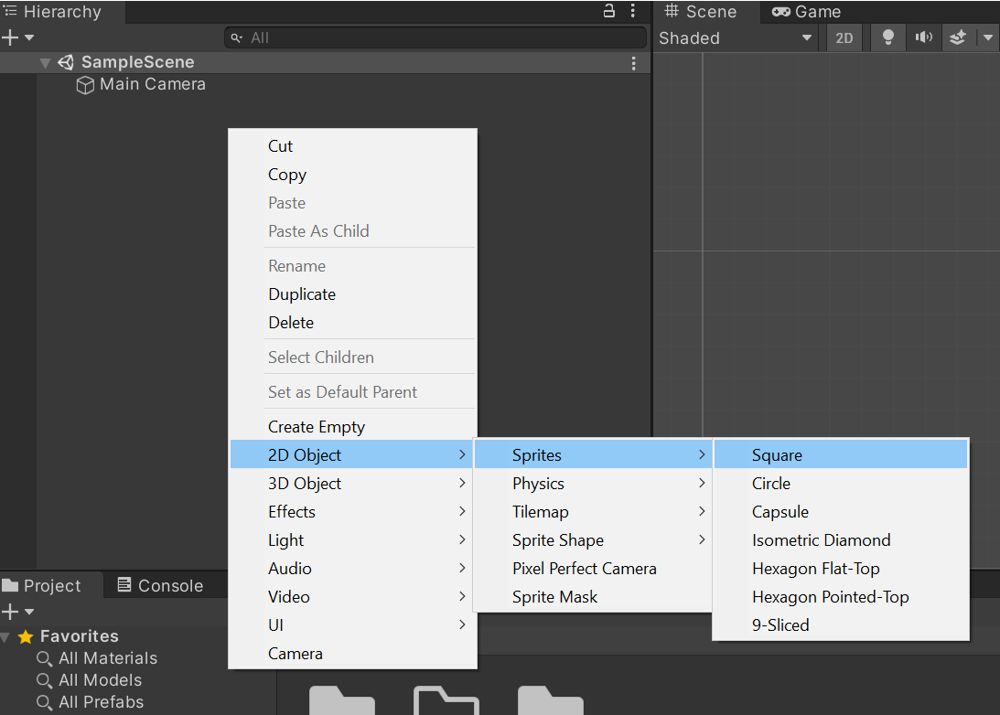 Hierarchy
All
SampleScene
Main Camera
Scene
Game
Shaded
2D
Cut
Copy
Paste
Paste As Child
Rename
Duplicate
Delete
Select Children
Set as Default Parent
Create Empty
2D Object
3D Object
Effects
Light
Audio
Video
UI
Camera
Sprites
Physics
Tilemap
Sprite Shape
Pixel Perfect Camera
Sprite Mask
Square
Circle
Capsule
Isometric Diamond
Hexagon Flat-Top
Hexagon Pointed-Top
9-Sliced
Project
Console
Favorites
All Materials
All Models
All Prefabs